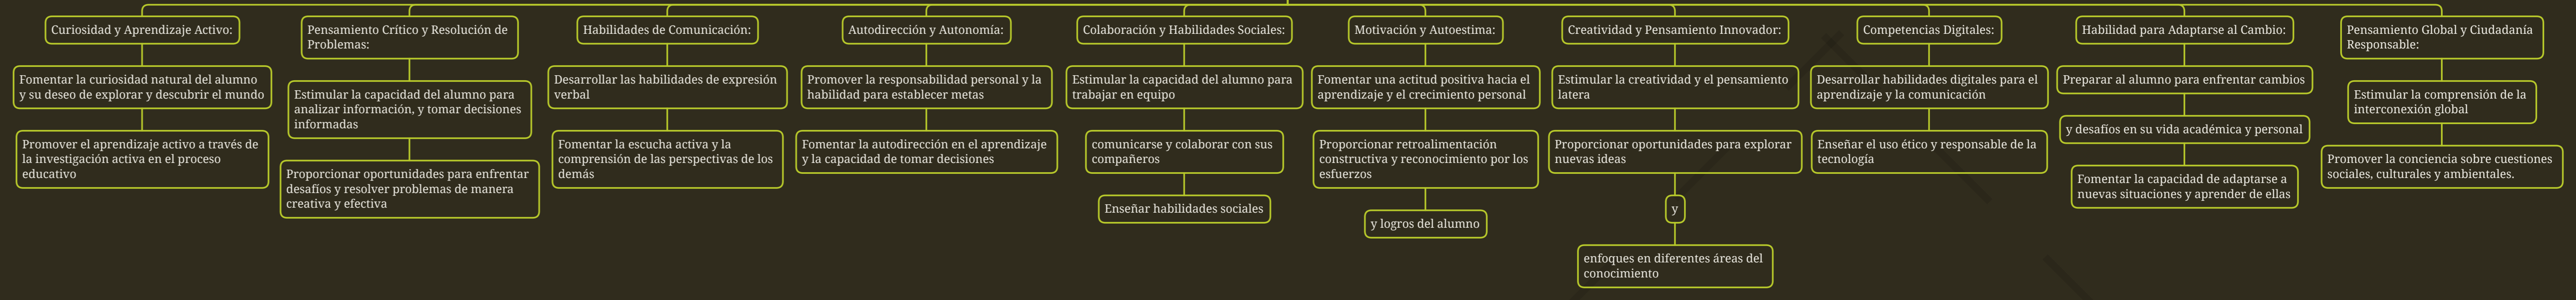 Curiosidad y Aprendizaje Activo:
Fomentar la curiosidad natural del alumno
y su deseo de explorar y descubrir el mundo
Promover el aprendizaje activo a través de
la investigación activa en el proceso
educativo
Pensamiento Crítico y Resolución de
Problemas:
Estimular la capacidad del alumno para
analizar información, y tomar decisiones
informadas
Proporcionar oportunidades para enfrentar
desafíos y resolver problemas de manera
creativa y efectiva
Habilidades de Comunicación:
Desarrollar las habilidades de expresión
verbal
Fomentar la escucha activa y la
comprensión de las perspectivas de los
demás
Autodirección y Autonomía:
Promover la responsabilidad personal y la
habilidad para establecer metas
Fomentar la autodirección en el aprendizaje
y la capacidad de tomar decisiones
Colaboración y Habilidades Sociales:
Estimular la capacidad del alumno para
trabajar en equipo
comunicarse y colaborar con sus
compañeros
Enseñar habilidades sociales
Motivación y Autoestima:
Fomentar una actitud positiva hacia el
aprendizaje y el crecimiento personal
Proporcionar retroalimentación
constructiva y reconocimiento por los
esfuerzos
y logros del alumno
Creatividad y Pensamiento Innovador:
Estimular la creatividad y el pensamiento
latera
Proporcionar oportunidades para explorar
nuevas ideas
y
enfoques en diferentes áreas del
conocimiento
Competencias Digitales:
Desarrollar habilidades digitales para el
aprendizaje y la comunicación
Enseñar el uso ético y responsable de la
tecnología
Habilidad para Adaptarse al Cambio:
Preparar al alumno para enfrentar cambios
y desafíos en su vida académica y personal
Fomentar la capacidad de adaptarse a
nuevas situaciones y aprender de ellas
Pensamiento Global y Ciudadanía
Responsable:
Estimular la comprensión de la
interconexión global
Promover la conciencia sobre cuestiones
sociales, culturales y ambientales.